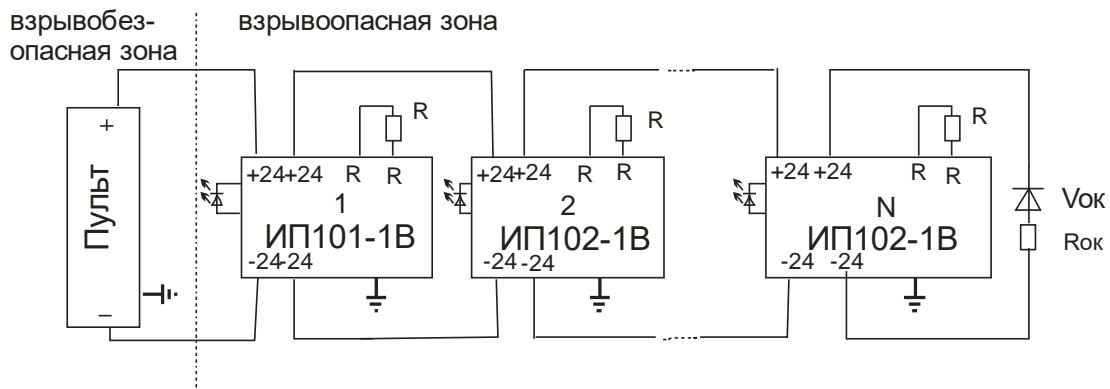 взрывобез-
опасная зона
взрывоопасная зона
+
Пульт
–
R
+24+24 R R
1
ИП101-1В
-24-24
R
+24+24 R R
2
ИП102-1В
-24 -24
R
+24 +24 R R
N
ИП102-1В
-24 -24
Vок
Rок